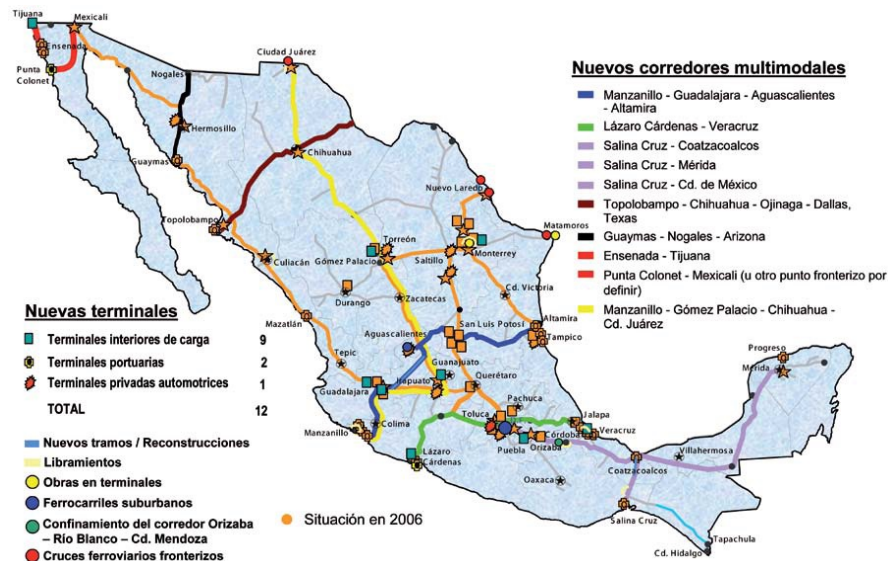 Tijuana
Mexicali
Ensenada
Punta
Colonet
Nogales
Ciudad Juárez
Hermosillo
Guaymas
Chihuahua
Topolobampo
Nuevo Laredo
Matamoros
Torreón
Gómez Palacio
Saltillo
Monterrey
Culiacán
Durango
Zacatecas
Cd. Victoria
Mazatlán
Altamira
Tampico
San Luis Potosí
Aguascalientes
Tepic
Guanajuato
Guadalajara
Irapuato
Querétaro
Pachuca
Progreso
Mérida
Manzanillo
Colima
Toluca
Jalapa
Veracruz
Puebla
Córdoba
Orizaba
Lázaro
Cárdenas
Oaxaca
Coatzacoalcos
Villahermosa
Salina Cruz
Tapachula
Cd. Hidalgo
Nuevos corredores multimodales
Manzanillo - Guadalajara - Aguascalientes
- Altamira
Lázaro Cárdenas - Veracruz
Salina Cruz - Coatzacoalcos
Salina Cruz - Mérida
Salina Cruz - Cd. de México
Topolobampo - Chihuahua - Ojinaga - Dallas,
Texas
Guaymas - Nogales - Arizona
Ensenada - Tijuana
Punta Colonet - Mexicali (u otro punto fronterizo por
definir)
Manzanillo - Gómez Palacio - Chihuahua -
Cd. Juárez
Nuevas terminales
Terminales interiores de carga 9
Terminales portuarias 2
Terminales privadas automotrices 1
TOTAL 12
Nuevos tramos / Reconstrucciones
Libramientos
Obras en terminales
Ferrocarriles suburbanos
Confinamiento del corredor Orizaba
– Río Blanco – Cd. Mendoza
Cruces ferroviarios fronterizos
Situación en 2006